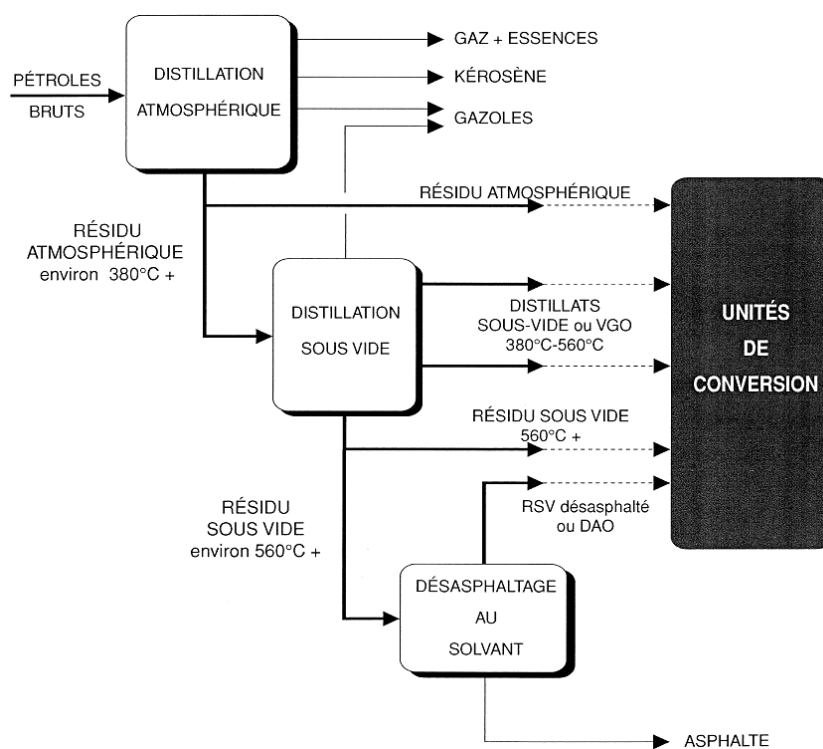 GAZ + ESSENCES
DISTILLATION
ATMOSPHÉRIQUE
PÉTROLES
BRUTS
KÉROSÈNE
GAZOLES
RÉSIDU ATMOSPHÉRIQUE
RÉSIDU
ATMOSPHÉRIQUE
environ 380°C +
DISTILLATION
SOUS VIDE
DISTILLATS
SOUS-VIDE ou VGO
380°C-560°C
UNITÉS
DE
CONVERSION
RÉSIDU SOUS VIDE
560°C +
RÉSIDU
SOUS VIDE
environ 560°C +
RSV désasphalté
ou DAO
DÉSASPHALTAGE
AU
SOLVANT
ASPHALTE